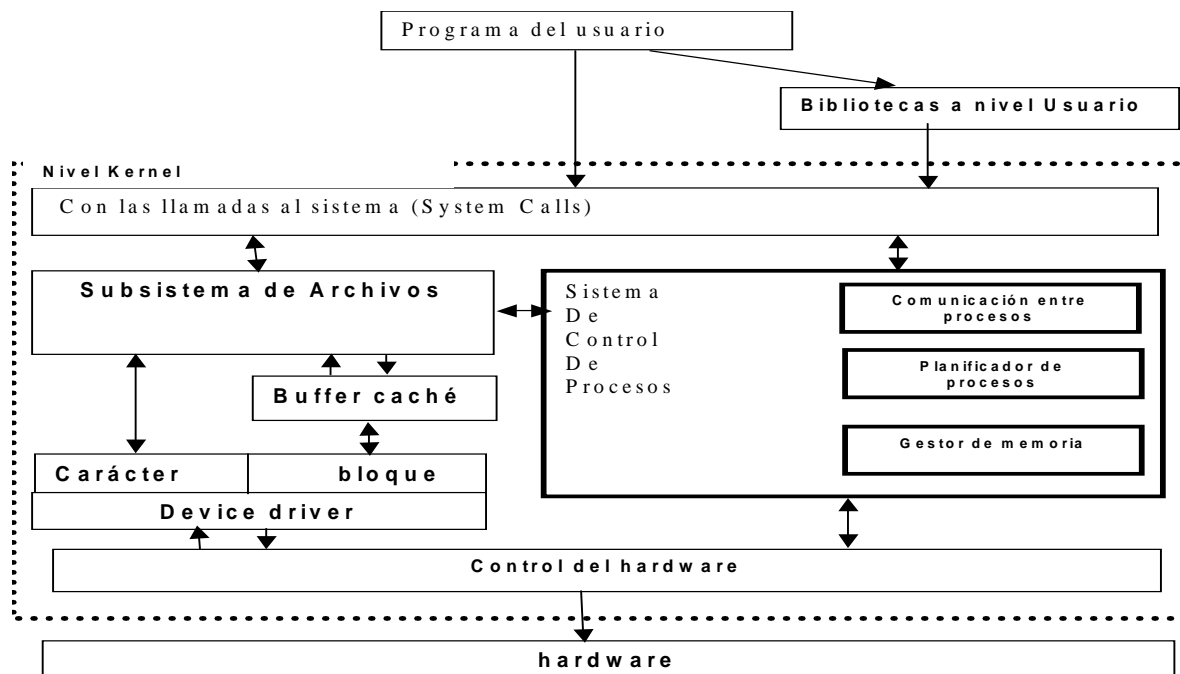 Programa del usuario
Bibliotecas a nivel Usuario
Nivel Kernel
Con las llamadas al sistema (System Calls)
Subsistema de Archivos
Sistema
De
Control
De
Procesos
Comunicación entre
procesos
Planificador de
procesos
Gestor de memoria
Buffer caché
Carácter
bloque
Device driver
Control del hardware
hardware